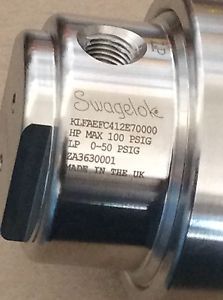 Swagelok
KLFAEFC412E70000
HP MAX 100 PSIG
LP 0-50 PSIG
ZA3630001
MADE IN THE UK